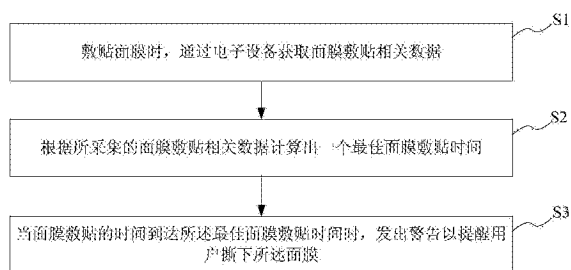 S1
敷贴面膜时，通过电子设备获取面膜敷贴相关数据
S2
根据所采集的面膜敷贴相关数据计算出一个最佳面膜敷贴时间
S3
当面膜敷贴的时间到达所述最佳面膜敷贴时间时，发出警告以提醒用
户撕下所述面膜